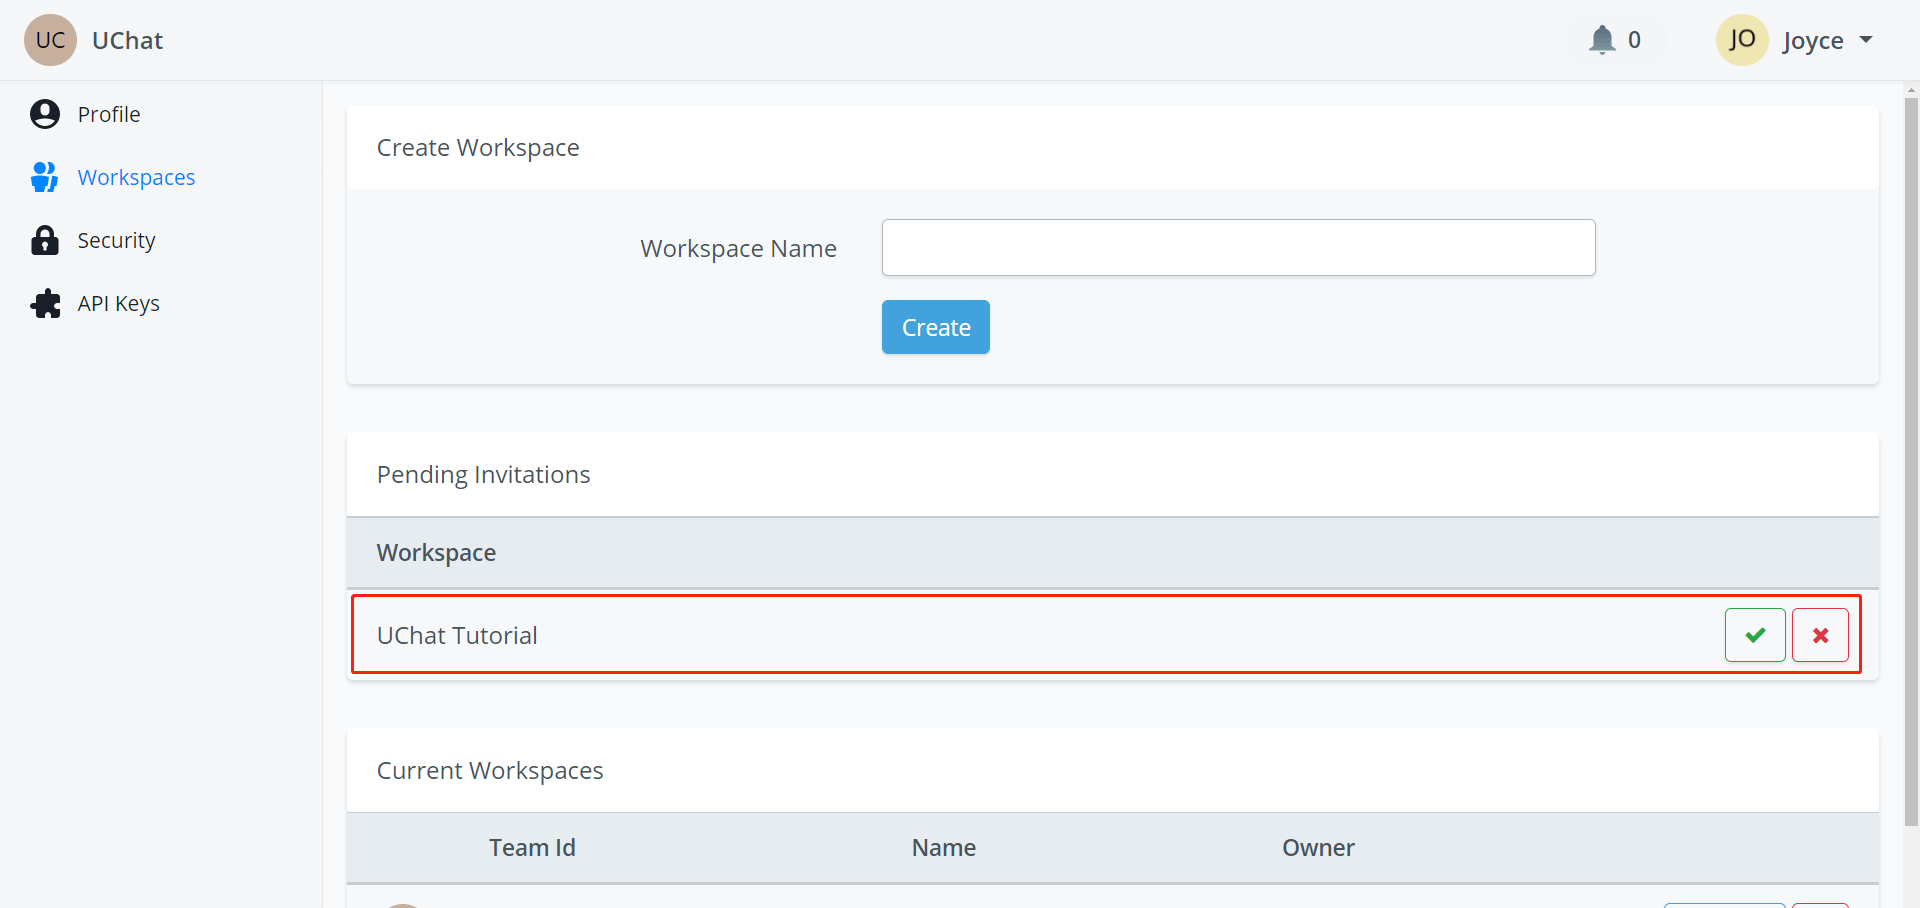 UC UChat 0 JO Joyce
Profile
Workspaces
Security
API Keys
Create Workspace
Workspace Name
Create
Pending Invitations
Workspace
UChat Tutorial
Current Workspaces
Team Id Name Owner